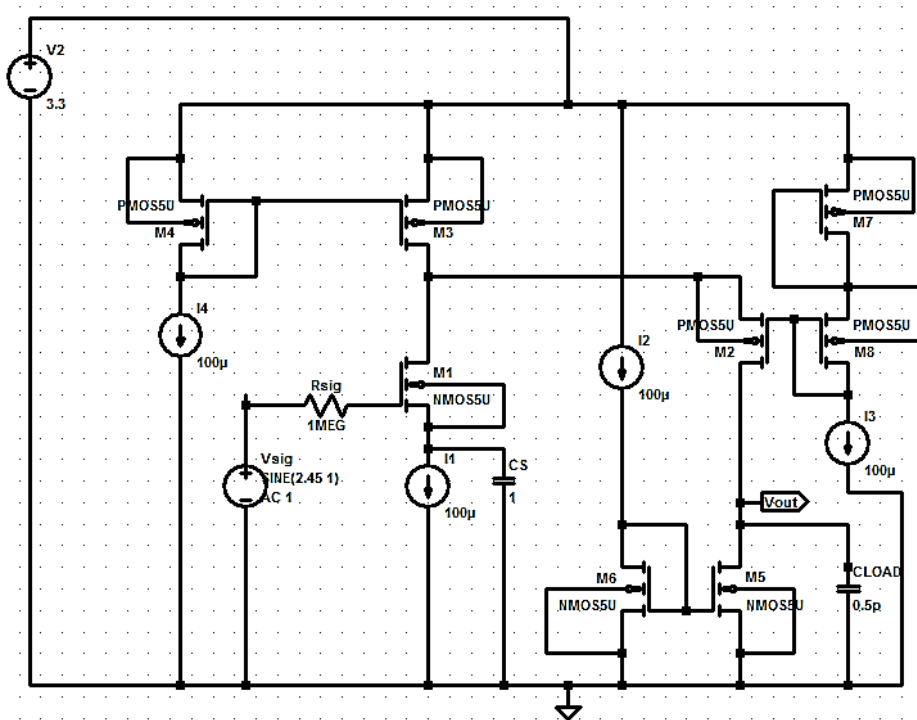 V2
3.3
PMOS5U
M4
PMOS5U
M3
PMOS5U
M7
I4
100µ
I2
100µ
PMOS5U
M2
PMOS5U
M8
M1
NMOS5U
Rsig
1MEG
Vsig
SINE(2.45 1)
AC 1
I1
100µ
CS
1
I3
100µ
Vout
M6
NMOS5U
M5
NMOS5U
CLOAD
0.5p